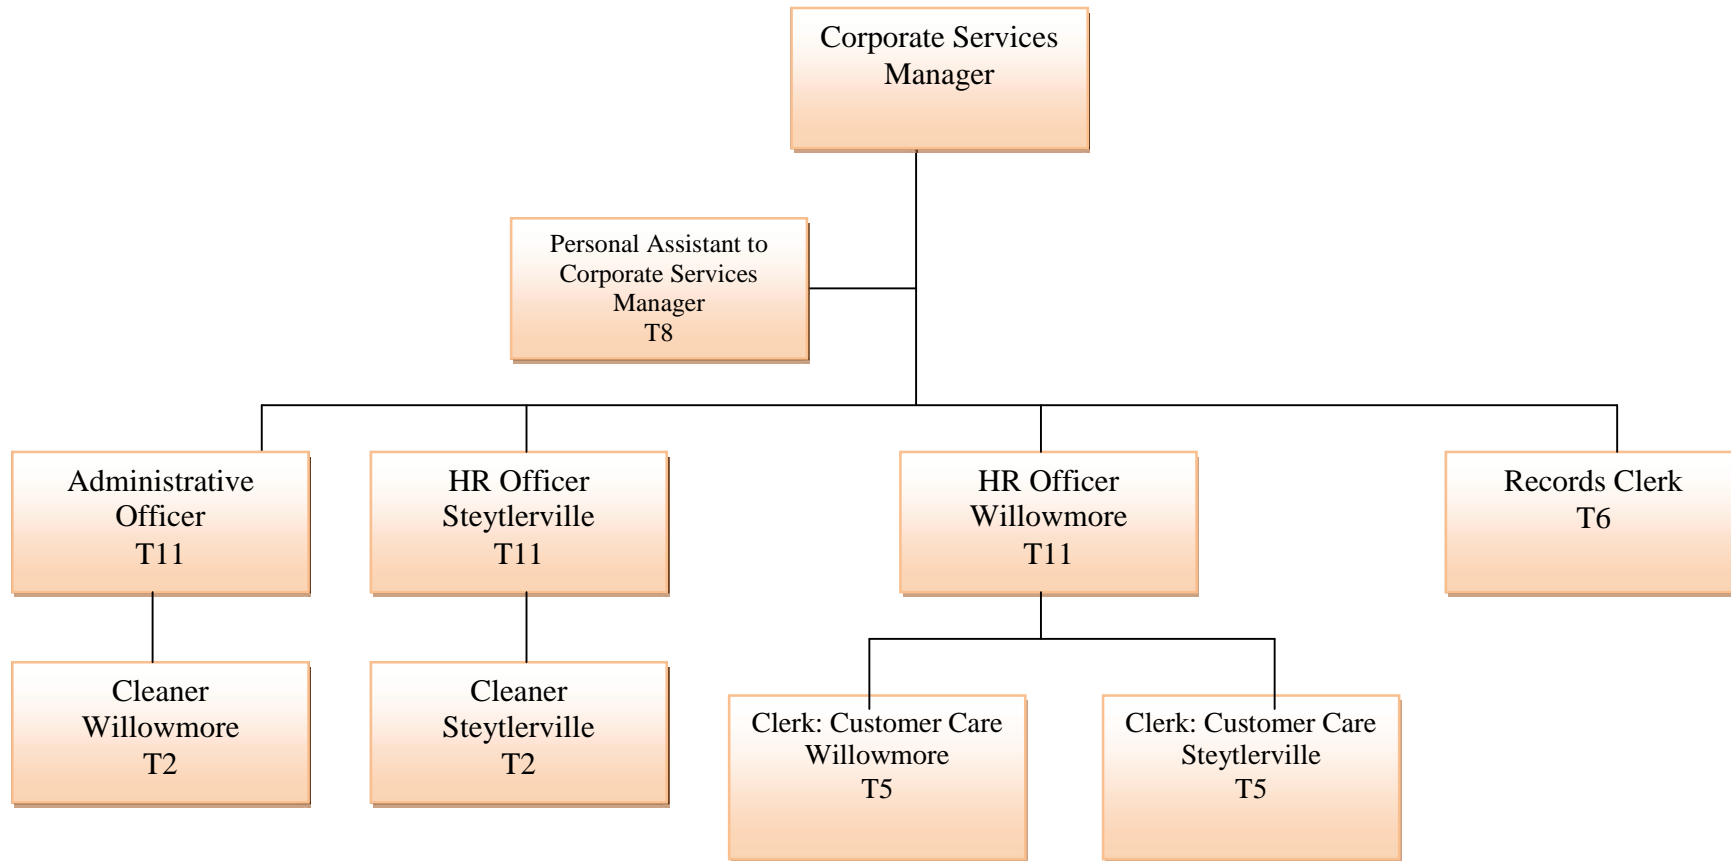 Corporate Services
Manager
Personal Assistant to
Corporate Services
Manager
T8
Administrative
Officer
T11
HR Officer
Steytlerville
T11
HR Officer
Willowmore
T11
Records Clerk
T6
Cleaner
Willowmore
T2
Cleaner
Steytlerville
T2
Clerk: Customer Care
Willowmore
T5
Clerk: Customer Care
Steytlerville
T5